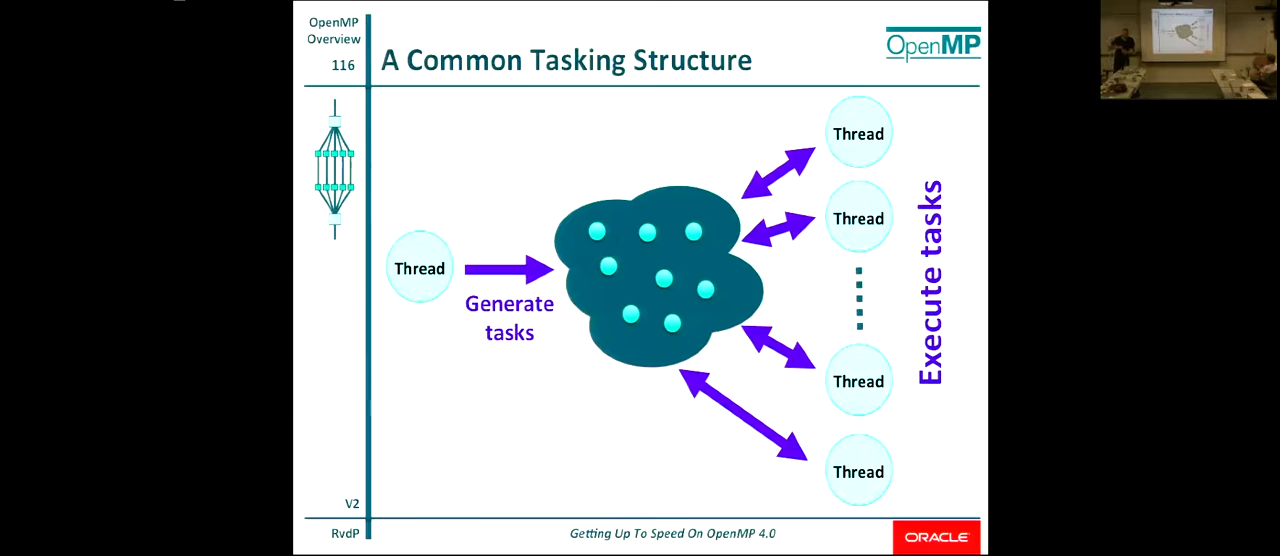 OpenMP
Overview
116
A Common Tasking Structure
OpenMP
Thread
Generate
tasks
Thread
Thread
Thread
Thread
Execute tasks
V2
RvdP
Getting Up To Speed On OpenMP 4.0
ORACLE